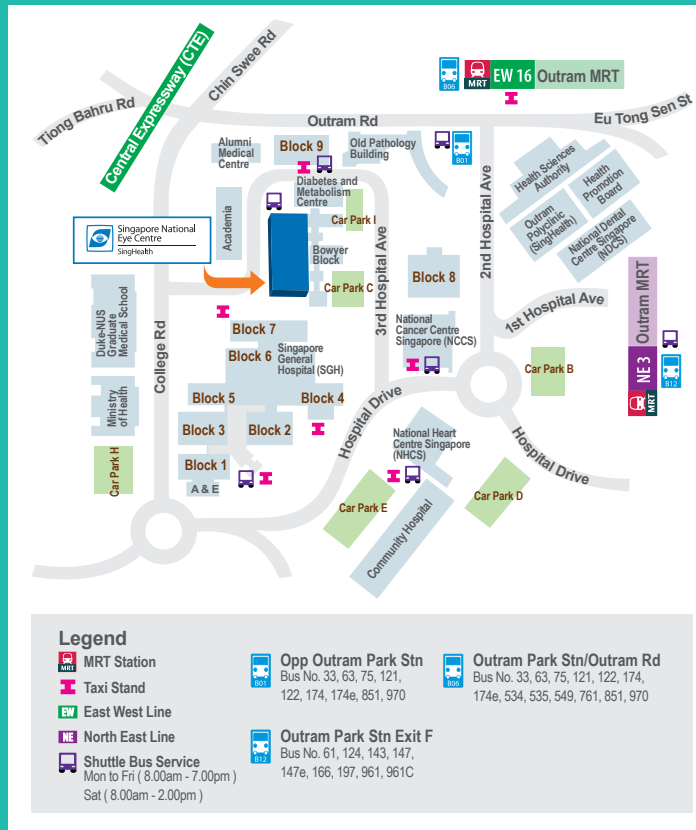 Central Expressway (CTE)
Chin Swee Rd
Tiong Bahru Rd
B06
MRT
EW 16
Outram MRT
Outram Rd
Eu Tong Sen St
Alumni
Medical
Centre
Block 9
Old Pathology
Building
B01
Health Sciences
Authority
Health
Promotion
Board
Outram
Polyclinic
(SingHealth)
National Dental
Centre Singapore
(NDCS)
Diabetes and
Metabolism
Centre
Car Park I
Academia
Singapore National
Eye Centre
SingHealth
Bowyer
Block
Car Park C
3rd Hospital Ave
2nd Hospital Ave
Block 8
1st Hospital Ave
Outram MRT
NE 3
B12
MRT
Duke-NUS
Graduate
Medical School
College Rd
Block 7
Block 6
Singapore
General
Hospital (SGH)
National
Cancer Centre
Singapore (NCCS)
Car Park B
Ministry
of Health
Block 5
Block 4
Block 3
Block 2
Hospital Drive
National Heart
Centre Singapore
(NHCS)
Hospital Drive
Car Park H
Block 1
A & E
Car Park E
Community Hospital
Car Park D
Legend
MRT
MRT Station
Taxi Stand
EW
East West Line
NE
North East Line
Shuttle Bus Service
Mon to Fri ( 8.00am - 7.00pm )
Sat ( 8.00am - 2.00pm )
B01
Opp Outram Park Stn
Bus No. 33, 63, 75, 121,
122, 174, 174e, 851, 970
B12
Outram Park Stn Exit F
Bus No. 61, 124, 143, 147,
147e, 166, 197, 961, 961C
B06
Outram Park Stn/Outram Rd
Bus No. 33, 63, 75, 121, 122, 174,
174e, 534, 535, 549, 761, 851, 970